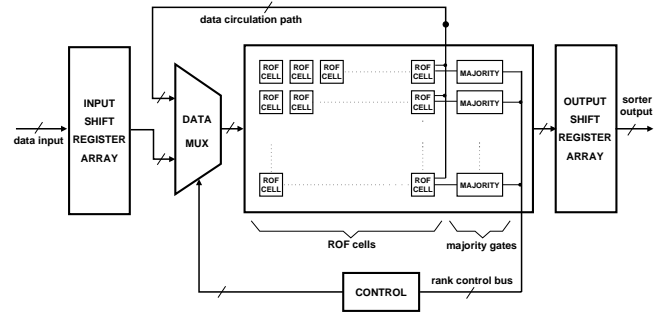 data circulation path
INPUT
SHIFT
REGISTER
ARRAY
data input
DATA
MUX
ROF CELL ROF CELL ROF CELL ROF CELL MAJORITY
ROF CELL ROF CELL ROF CELL MAJORITY
ROF CELL ROF CELL MAJORITY
OUTPUT
SHIFT
REGISTER
ARRAY
sorter
output
ROF cells
majority gates
CONTROL
rank control bus